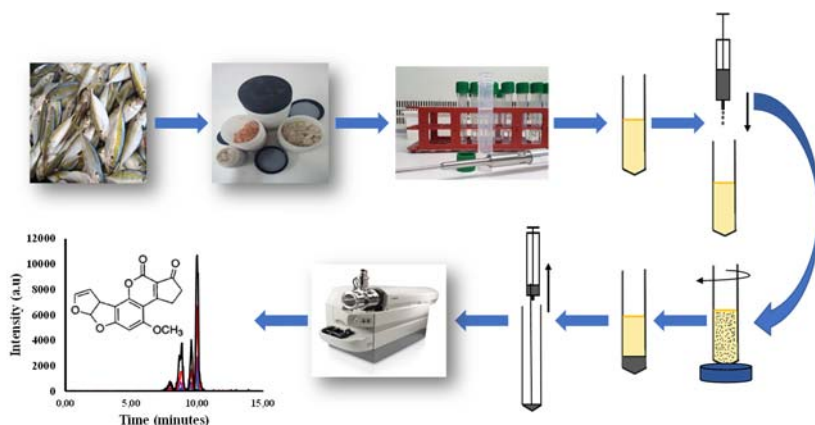 12000
10000
8000
6000
4000
2000
0
Intensity (a.u)
O
O
O
O
O
OCH₃
0,00
5,00
10,00
15,00
Time (minutes)